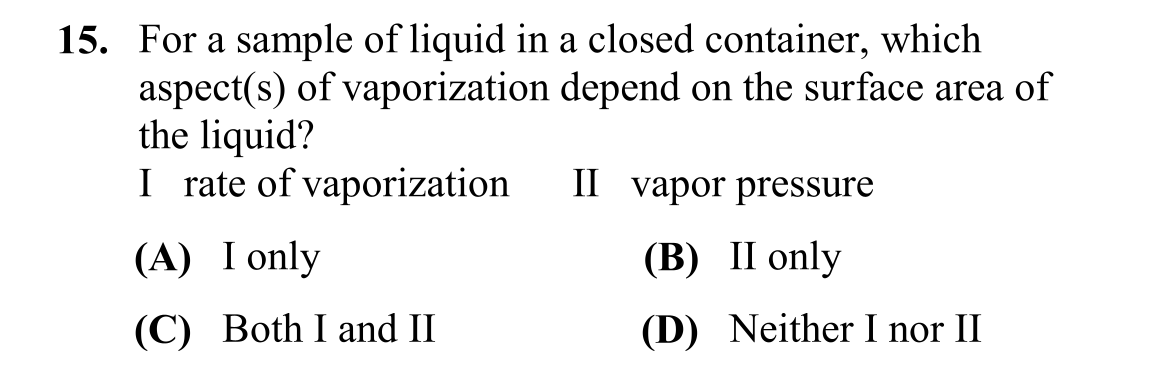 15. For a sample of liquid in a closed container, which
aspect(s) of vaporization depend on the surface area of
the liquid?
I rate of vaporization II vapor pressure
(A) I only (B) II only
(C) Both I and II (D) Neither I nor II